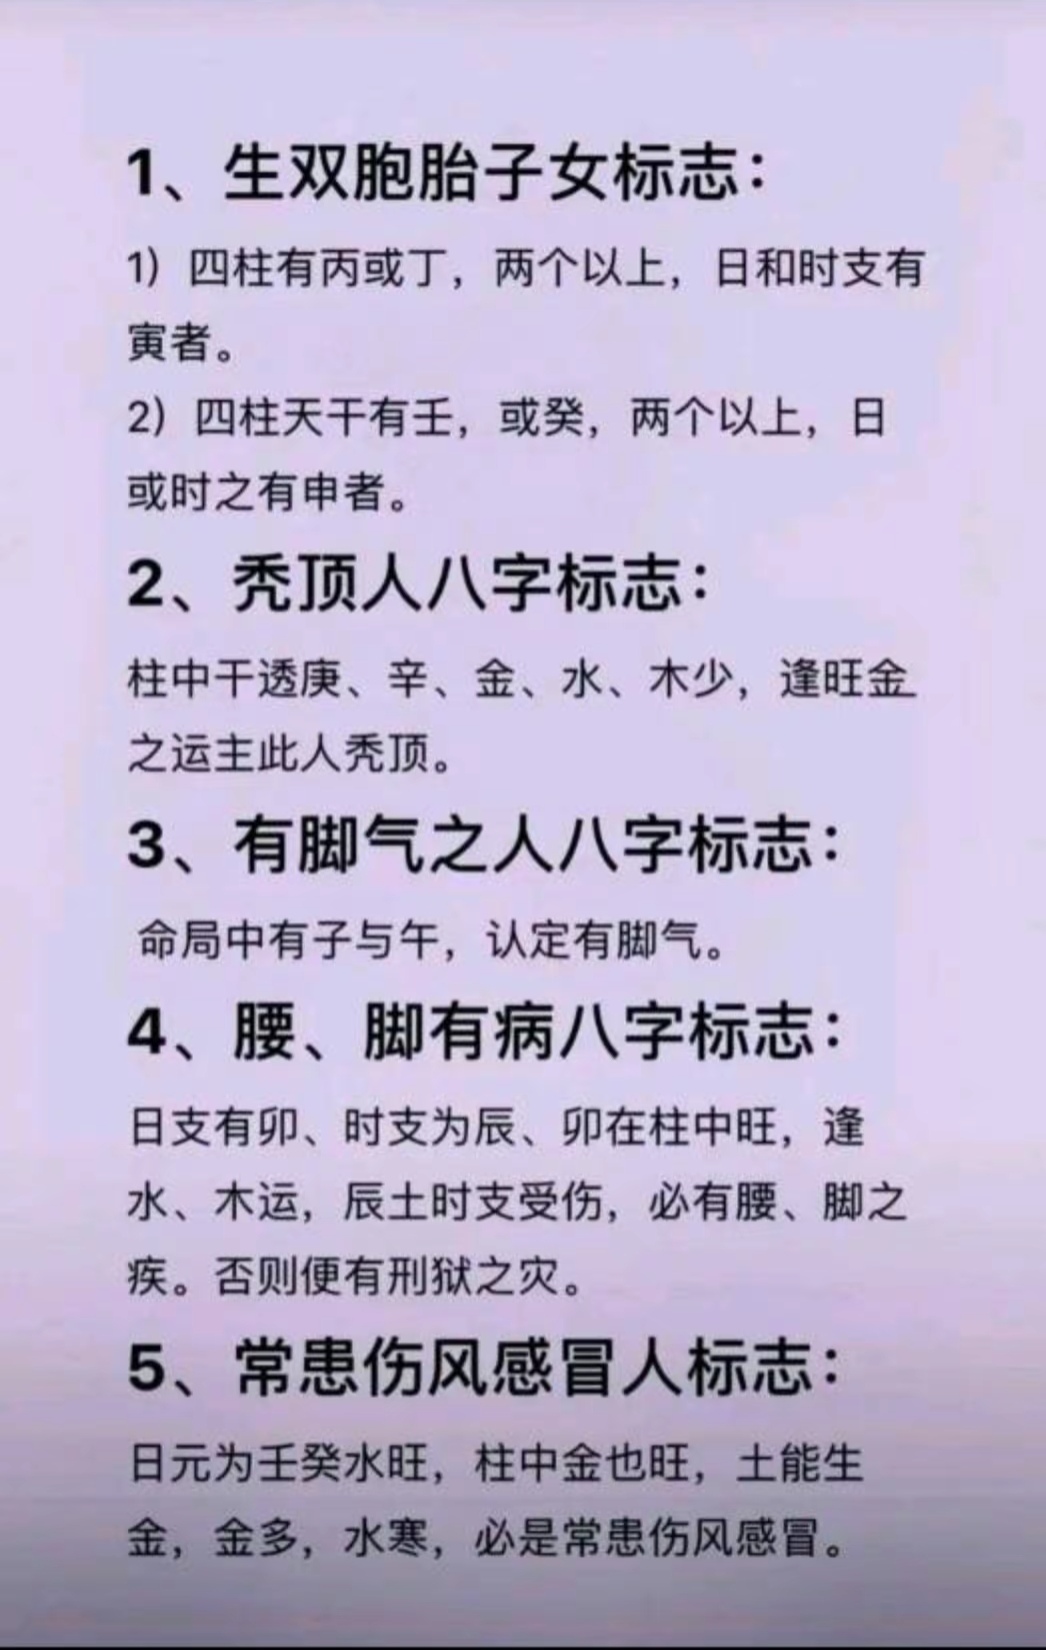 1、生双胞胎子女标志：
1）四柱有丙或丁，两个以上，日和时支有
寅者。
2）四柱天干有壬，或癸，两个以上，日
或时之有申者。
2、秃顶人八字标志：
柱中干透庚、辛、金、水、木少，逢旺金
之运主此人秃顶。
3、有脚气之人八字标志：
命局中有子与午，认定有脚气。
4、腰、脚有病八字标志：
日支有卯、时支为辰、卯在柱中旺，逢
水、木运，辰土时支受伤，必有腰、脚之
疾。否则便有刑狱之灾。
5、常患伤风感冒人标志：
日元为壬癸水旺，柱中金也旺，土能生
金，金多，水寒，必是常患伤风感冒。